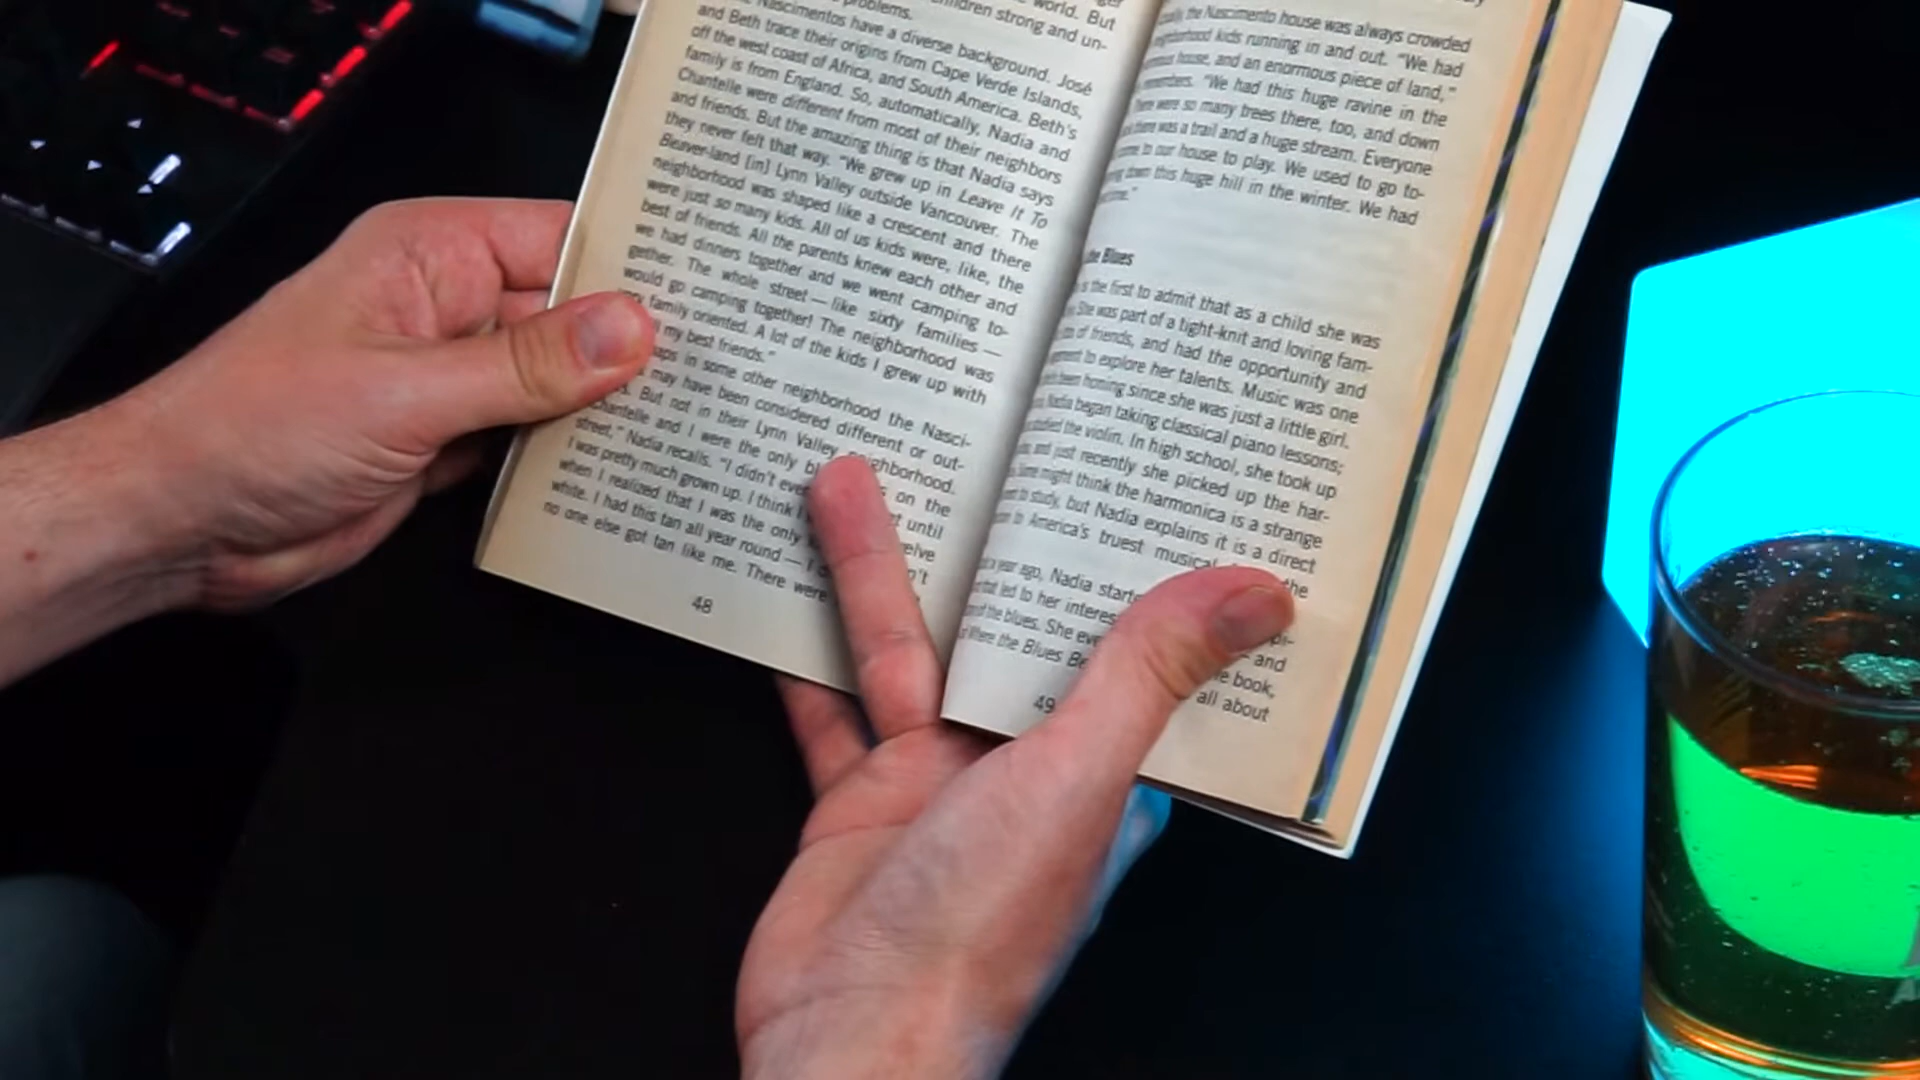 problems.
children strong and un-
world. But
Nascimentos have a diverse background. José
and Beth trace their origins from Cape Verde Islands,
off the west coast of Africa, and South America. Beth's
family is from England. So, automatically, Nadia and
Chantelle were different from most of their neighbors
and friends. But the amazing thing is that Nadia says
they never felt that way. "We grew up in Leave It To
Beaver-land [in] Lynn Valley outside Vancouver. The
neighborhood was shaped like a crescent and there
were just so many kids. All of us kids were, like, the
best of friends. All the parents knew each other and
we had dinners together and we went camping to-
gether. The whole street — like sixty families —
would go camping together! The neighborhood was
family oriented. A lot of the kids I grew up with
my best friends."
in some other neighborhood the Nasci-
may have been considered different or out-
But not in their Lynn Valley neighborhood.
Chantelle and I were the only on the
street," Nadia recalls. "I didn't until
I was pretty much grown up. I think
when I realized that I was the only
white. I had this tan all year round — I
no one else got tan like me. There were
48
the Nascimento house was always crowded
kids running in and out. "We had
house, and an enormous piece of land,"
remembers. "We had this huge ravine in the
were so many trees there, too, and down
there was a trail and a huge stream. Everyone
to our house to play. We used to go to-
down this huge hill in the winter. We had
the Blues
is the first to admit that as a child she was
She was part of a tight-knit and loving fam-
of friends, and had the opportunity and
to explore her talents. Music was one
been honing since she was just a little girl.
Nadia began taking classical piano lessons;
studied the violin. In high school, she took up
and just recently she picked up the har-
might think the harmonica is a strange
to study, but Nadia explains it is a direct
to America's truest musical the
a year ago, Nadia
that led to her
of the blues. She and
Where the Blues book,
all about
49